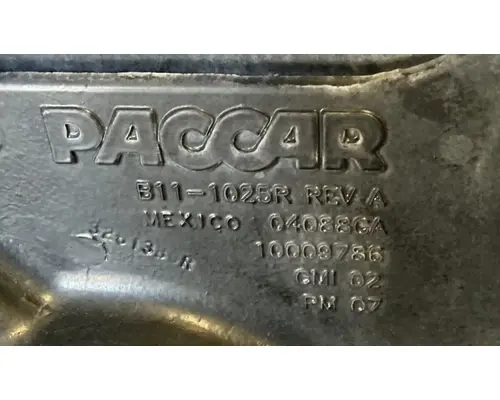 PACCAR
B11-1025R REV A
MEXICO 04088GA
10009786
CMI 02
PM 07